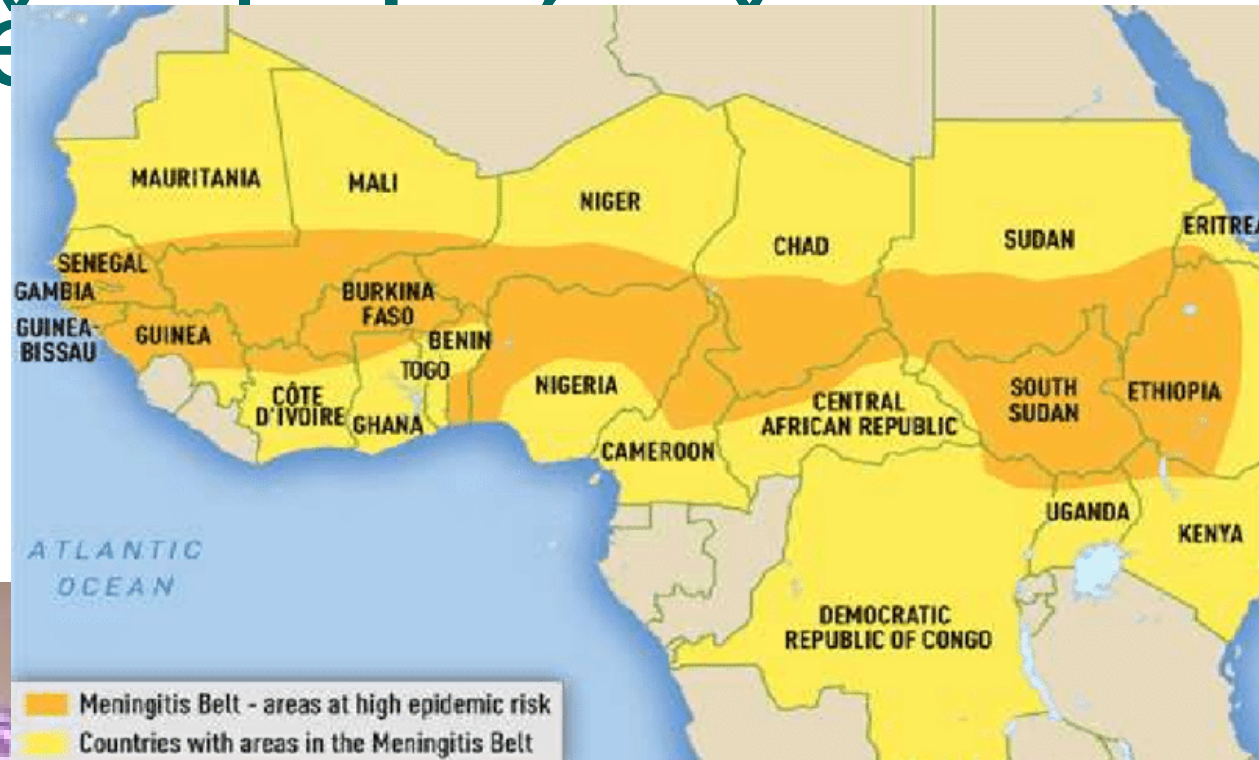 MAURITANIA
MALI
NIGER
CHAD
SUDAN
ERITREA
SENEGAL
GAMBIA
GUINEA-
BISSAU
GUINEA
BURKINA
FASO
BENIN
TOGO
CÔTE
D'IVOIRE
GHANA
NIGERIA
CAMEROON
CENTRAL
AFRICAN REPUBLIC
SOUTH
SUDAN
ETHIOPIA
UGANDA
KENYA
DEMOCRATIC
REPUBLIC OF CONGO
ATLANTIC
OCEAN
Meningitis Belt - areas at high epidemic risk
Countries with areas in the Meningitis Belt